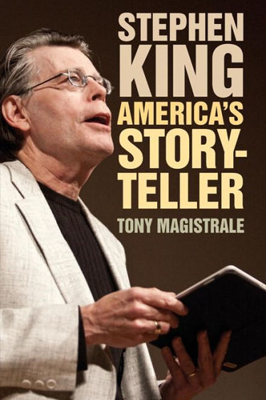 STEPHEN
KING
AMERICA'S
STORY-
TELLER
TONY MAGISTRALE